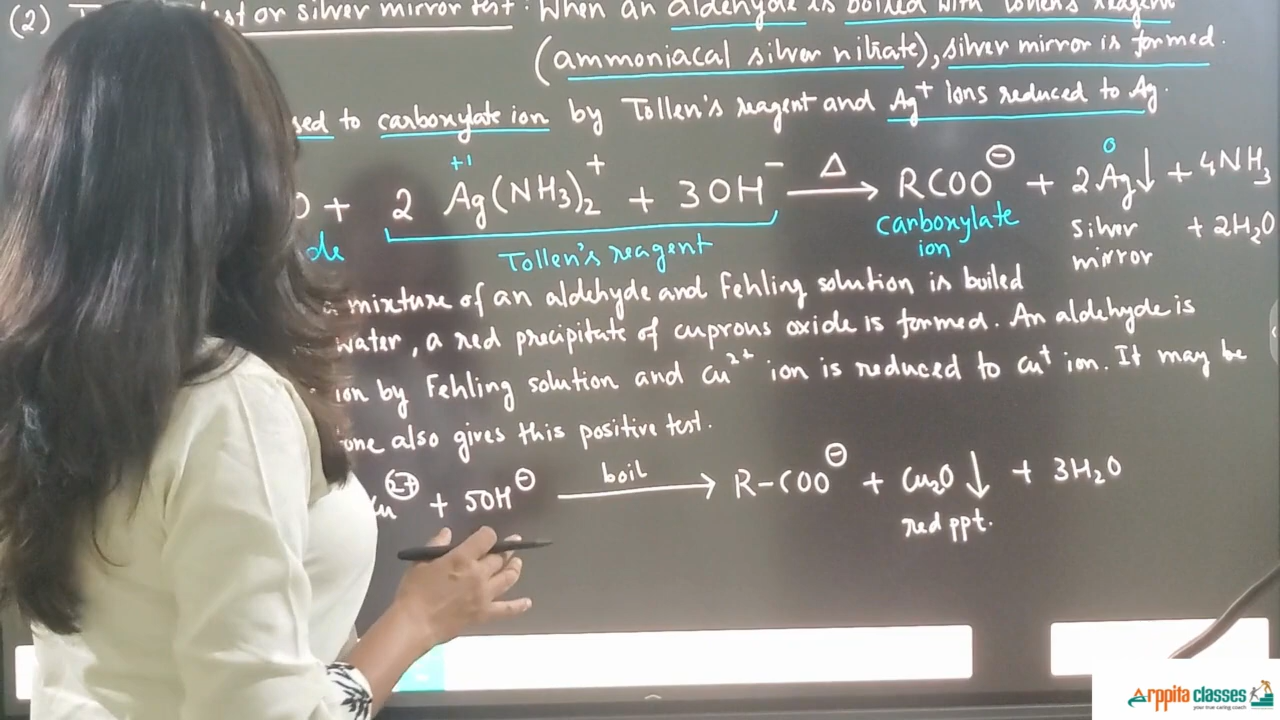 (2) test or silver mirror test: When an aldehyde is boiled with Tollen's reagent
(ammoniacal silver nitrate), silver mirror is formed.
to carboxylate ion by Tollen's reagent and Ag⁺ Ions reduced to Ag.
+1 0
O + 2 Ag(NH3)2⁺ + 3OH⁻ Δ→ RCOO⊖ + 2Ag↓ + 4NH3
de Tollen's reagent carboxylate ion silver mirror + 2H2O
a mixture of an aldehyde and Fehling solution is boiled
water, a red precipitate of cuprous oxide is formed. An aldehyde is
ion by Fehling solution and Cu²⁺ ion is reduced to Cu⁺ ion. It may be
also gives this positive test.
+ 5OH⊖ boil→ R-COO⊖ + Cu2O↓ + 3H2O
red ppt.
Arppita classes
your true caring coach